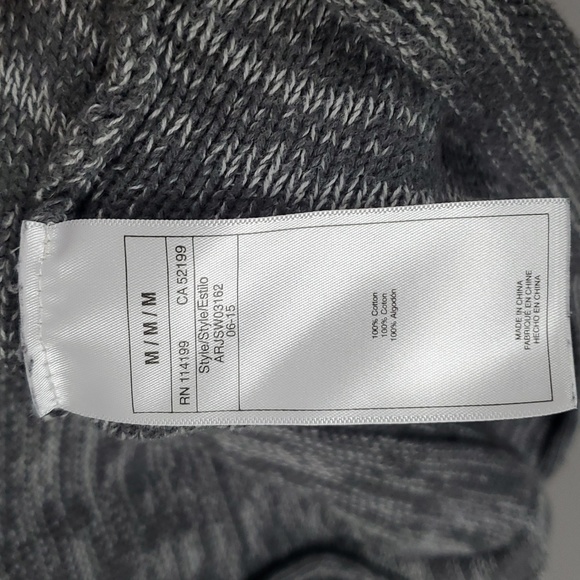 M / M / M
RN 114199 CA 52199
Style/Style/Estilo
ARJSW03162
06-15
100% Cotton
100% Coton
100% Algodón
MADE IN CHINA
FABRIQUÉ EN CHINE
HECHO EN CHINA